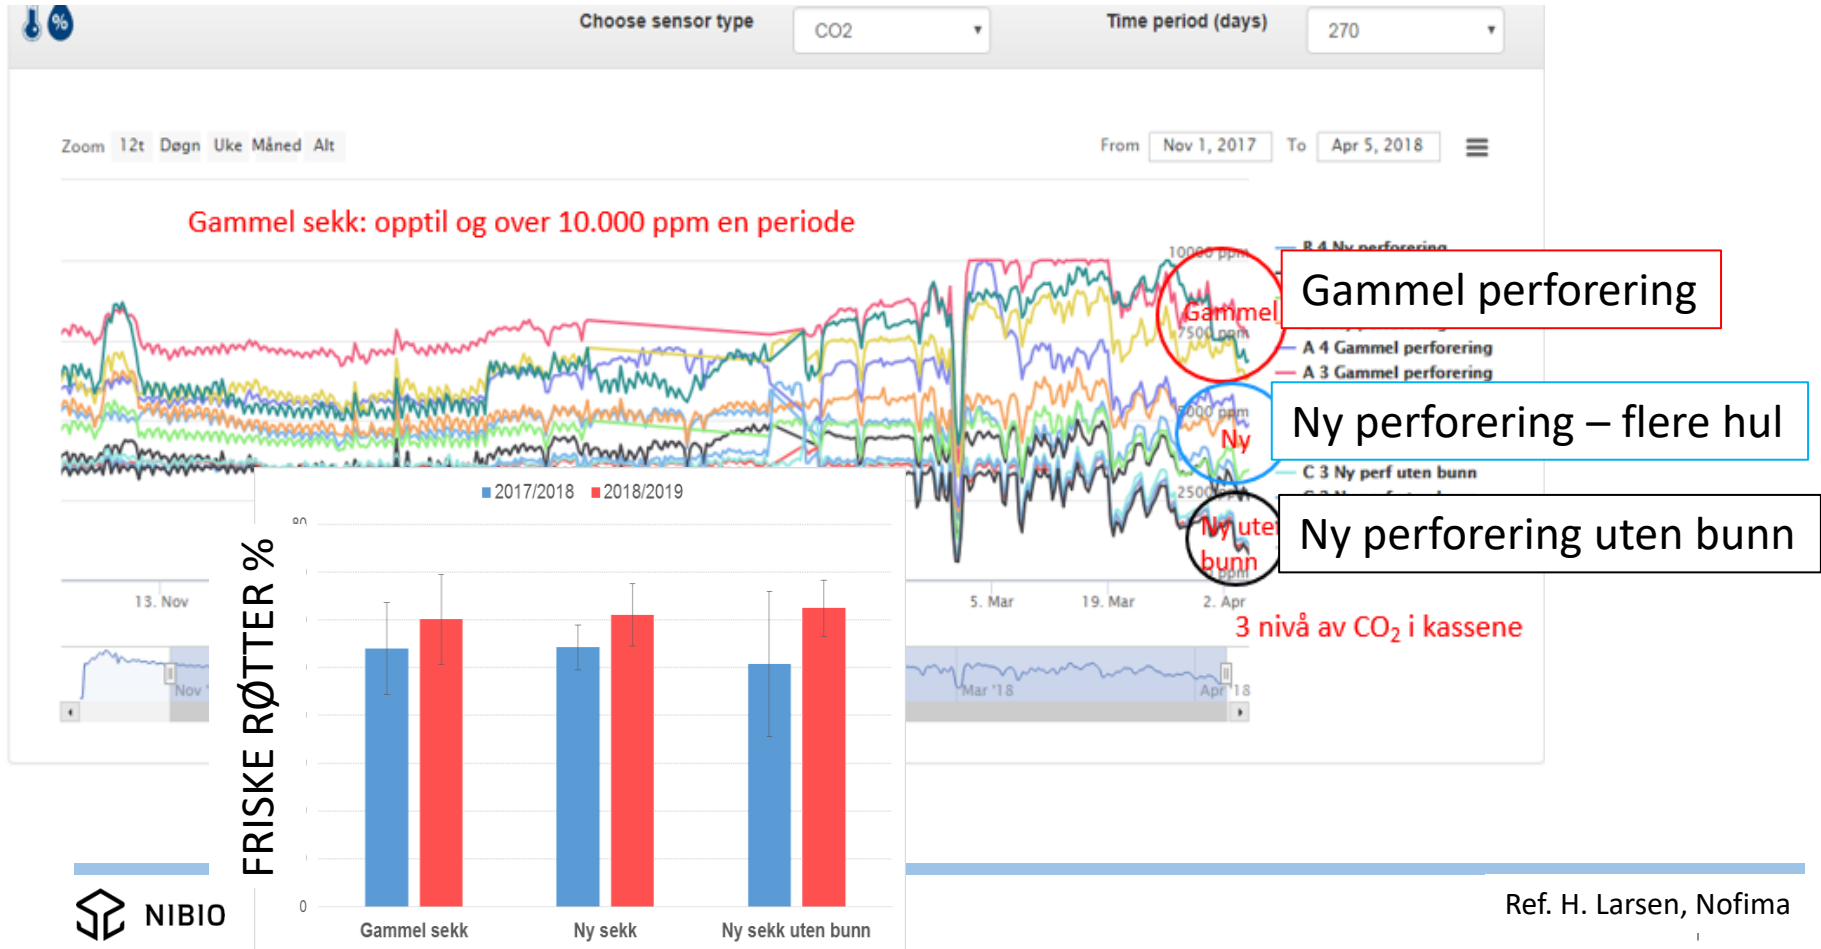 %
Choose sensor type
CO2
Time period (days)
270
Zoom 12t Døgn Uke Måned Alt
From Nov 1, 2017 To Apr 5, 2018
Gammel sekk: opptil og over 10.000 ppm en periode
10000 ppm
B 4 Ny perforering
Gammel perforering
Gammel
7500 ppm
A 4 Gammel perforering
A 3 Gammel perforering
5000 ppm
Ny
Ny perforering – flere hul
C 3 Ny perf uten bunn
2500 ppm
Ny uten
bunn
Ny perforering uten bunn
ppm
13. Nov
5. Mar
19. Mar
2. Apr
3 nivå av CO₂ i kassene
Nov
Mar '18
Apr '18
2017/2018 2018/2019
80
FRISKE RØTTER %
0
Gammel sekk
Ny sekk
Ny sekk uten bunn
NIBIO
Ref. H. Larsen, Nofima